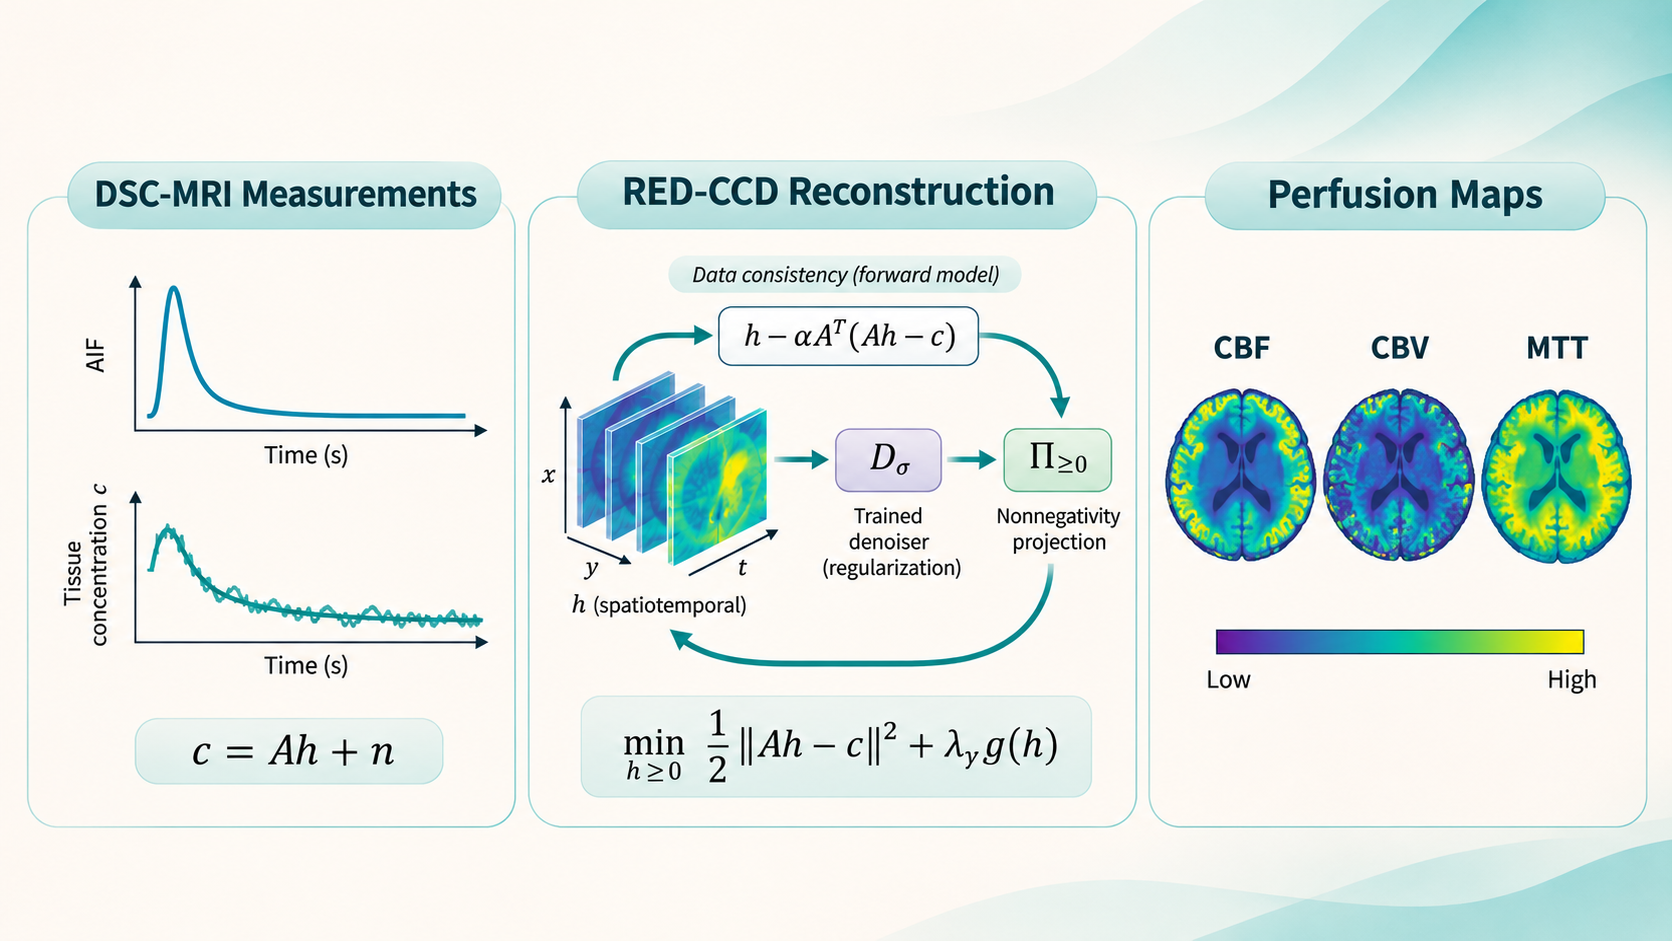 DSC-MRI Measurements
AIF
Time (s)
Tissue
concentration c
Time (s)
c = Ah + n
RED-CCD Reconstruction
Data consistency (forward model)
h − αAᵀ(Ah − c)
x
y
t
h (spatiotemporal)
D_σ
Trained
denoiser
(regularization)
Π≥0
Nonnegativity
projection
min_{h ≥ 0} 1/2 ‖Ah − c‖² + λ_y g(h)
Perfusion Maps
CBF CBV MTT
Low High